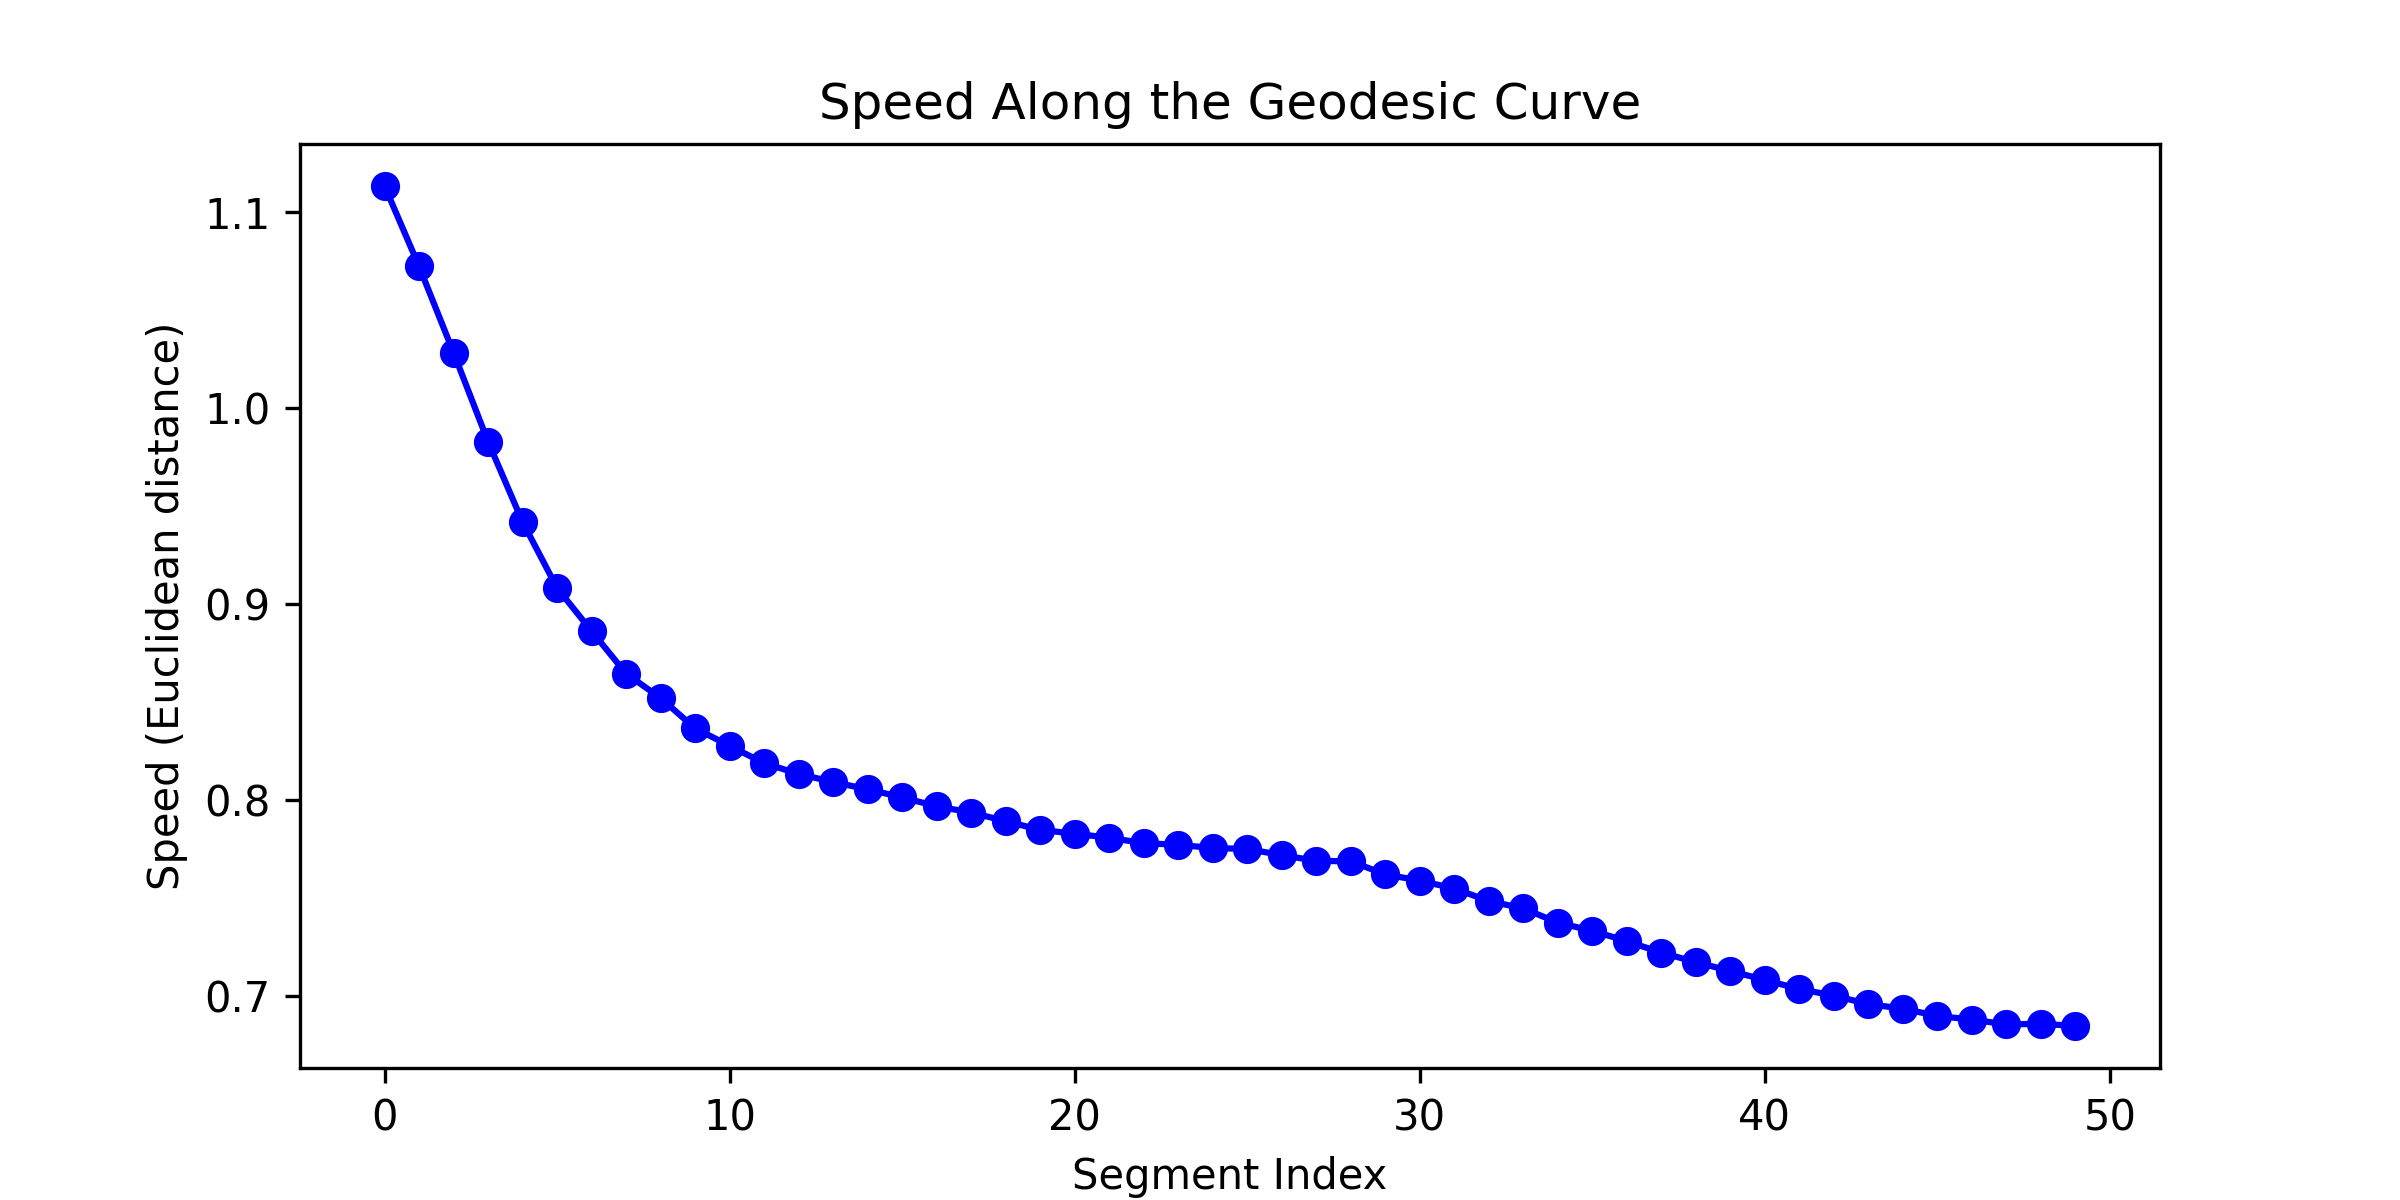 Speed Along the Geodesic Curve
Speed (Euclidean distance)
1.1
1.0
0.9
0.8
0.7
0 10 20 30 40 50
Segment Index